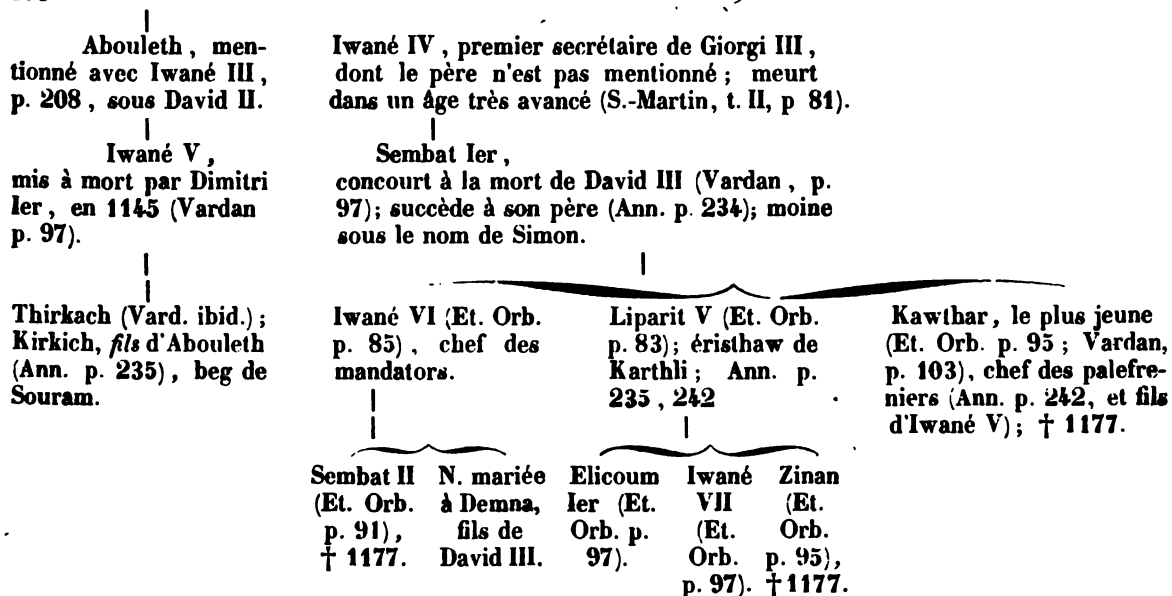 Abouleth, men-
tionné avec Iwané III,
p. 208, sous David II.
Iwané IV, premier secrétaire de Giorgi III,
dont le père n'est pas mentionné; meurt
dans un âge très avancé (S.-Martin, t. II, p 81).
Iwané V,
mis à mort par Dimitri
Ier, en 1145 (Vardan
p. 97).
Sembat Ier,
concourt à la mort de David III (Vardan, p.
97); succède à son père (Ann. p. 234); moine
sous le nom de Simon.
Thirkach (Vard. ibid.);
Kirkich, fils d'Abouleth
(Ann. p. 235), beg de
Souram.
Iwané VI (Et. Orb.
p. 85), chef des
mandators.
Liparit V (Et. Orb.
p. 83); éristhaw de
Karthli; Ann. p.
235, 242
Kawthar, le plus jeune
(Et. Orb. p. 95; Vardan,
p. 103), chef des palefre-
niers (Ann. p. 242, et fils
d'Iwané V); † 1177.
Sembat II
(Et. Orb.
p. 91),
† 1177.
N. mariée
à Demna,
fils de
David III.
Elicoum
Ier (Et.
Orb. p.
97).
Iwané
VII
(Et.
Orb.
p. 97).
Zinan
(Et.
Orb.
p. 95),
†1177.